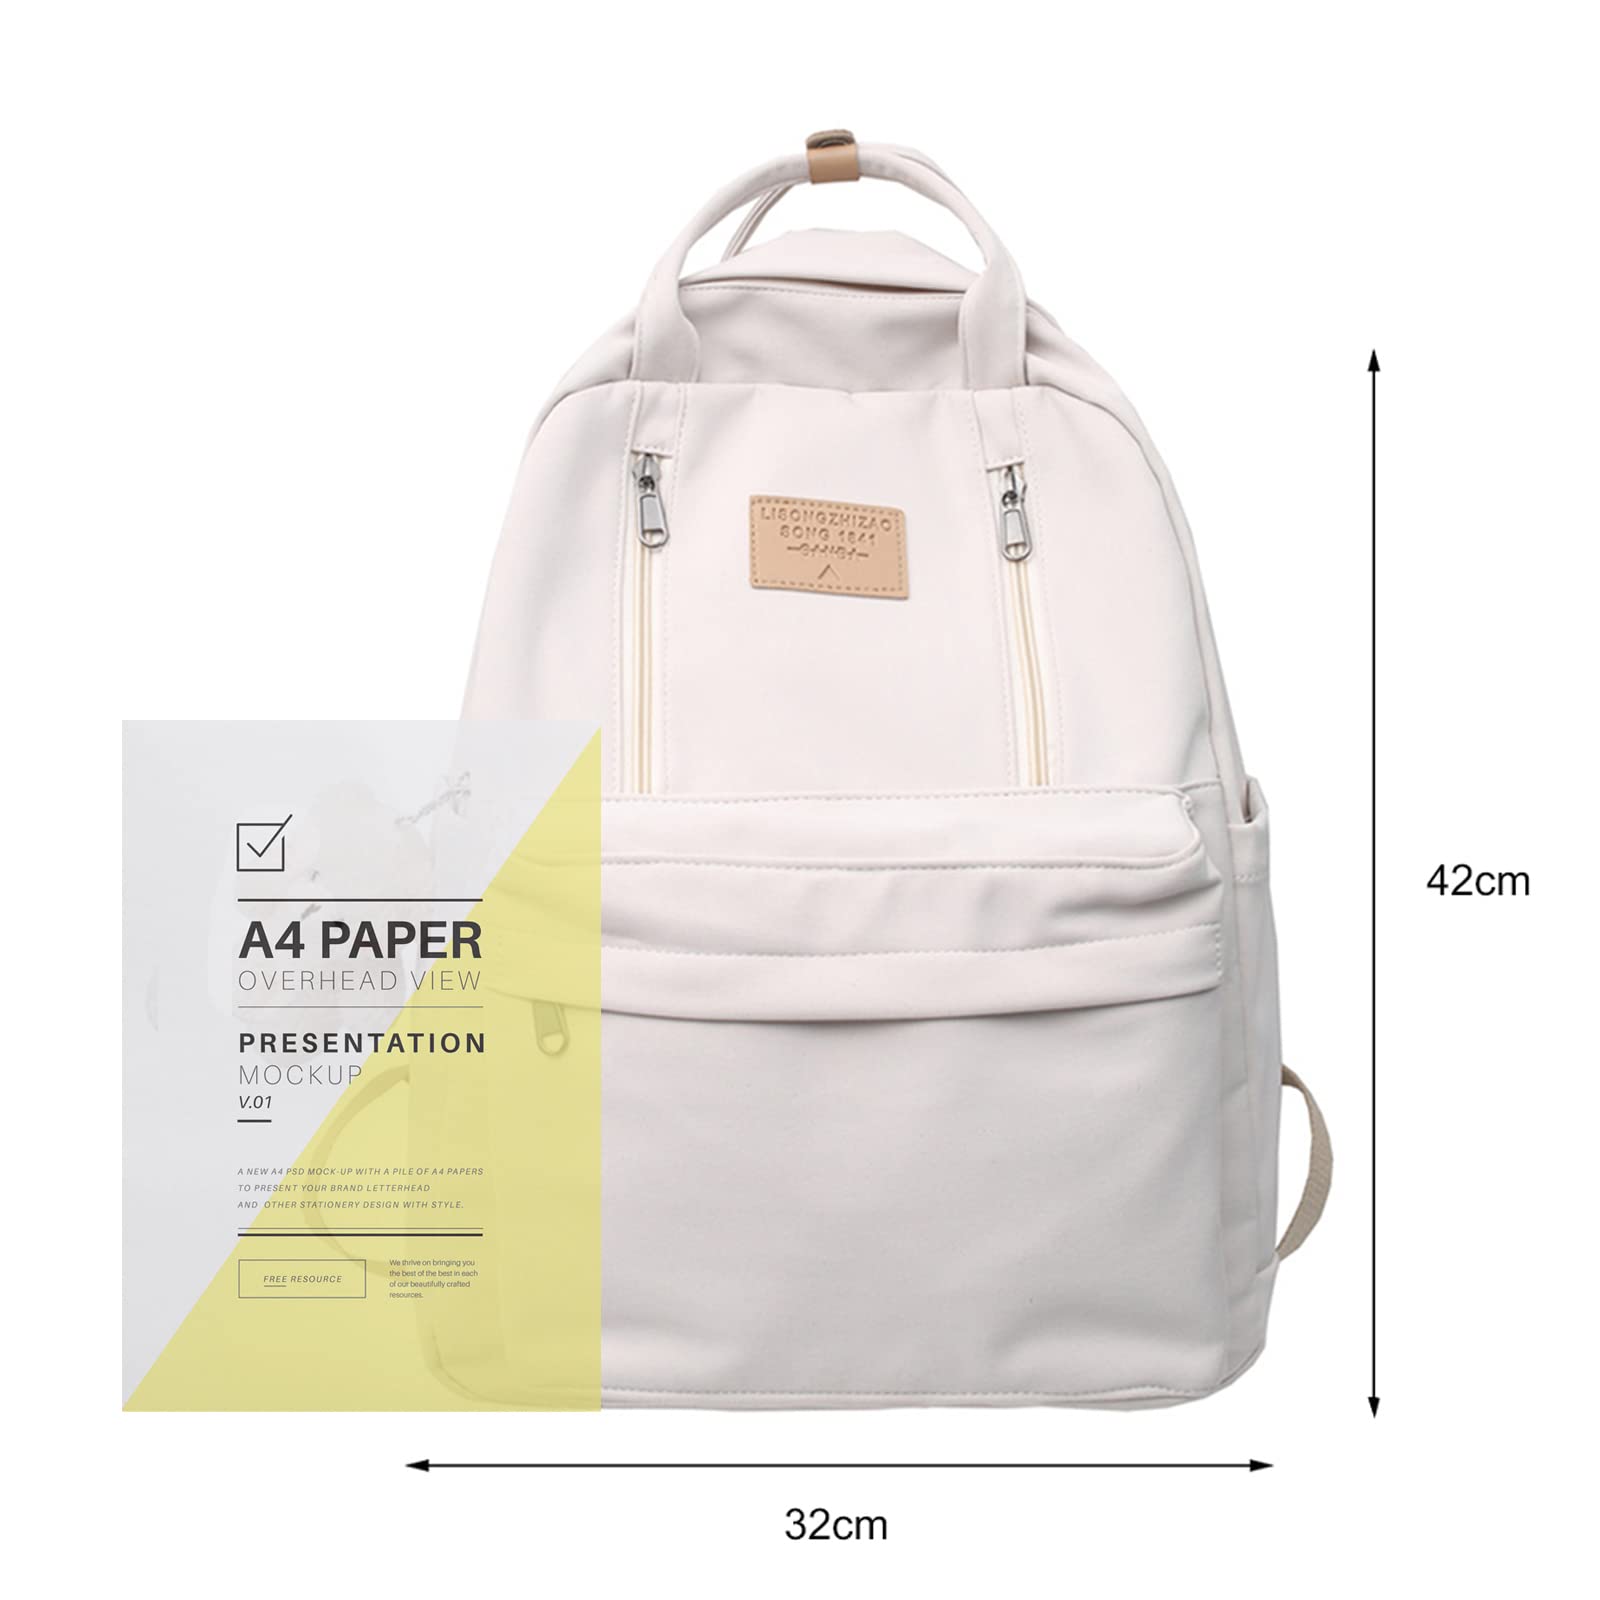 LISONGZHIZAO
SONG 1841
SANBA
A4 PAPER
OVERHEAD VIEW
PRESENTATION
MOCKUP
V.01
A NEW A4 PSD MOCK-UP WITH A PILE OF A4 PAPERS
TO PRESENT YOUR BRAND LETTERHEAD
AND OTHER STATIONERY DESIGN WITH STYLE.
FREE RESOURCE
We thrive on bringing you
the best of the best in each
of our beautifully crafted
resources.
42cm
32cm